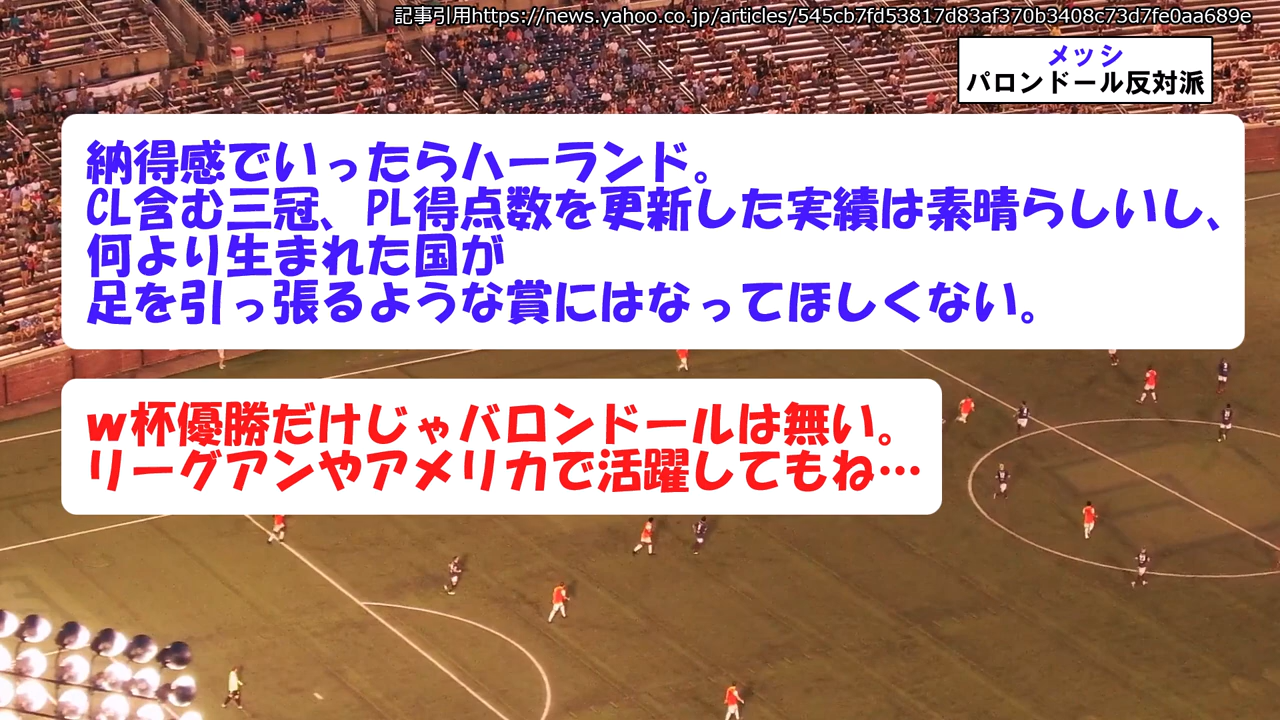 記事引用https://news.yahoo.co.jp/articles/545cb7fd53817d83af370b3408c73d7fe0aa689e
メッシ
バロンドール反対派
納得感でいったらハーランド。
CL含む三冠、PL得点数を更新した実績は素晴らしいし、
何より生まれた国が
足を引っ張るような賞にはなってほしくない。
w杯優勝だけじゃバロンドールは無い。
リーグアンやアメリカで活躍してもね…